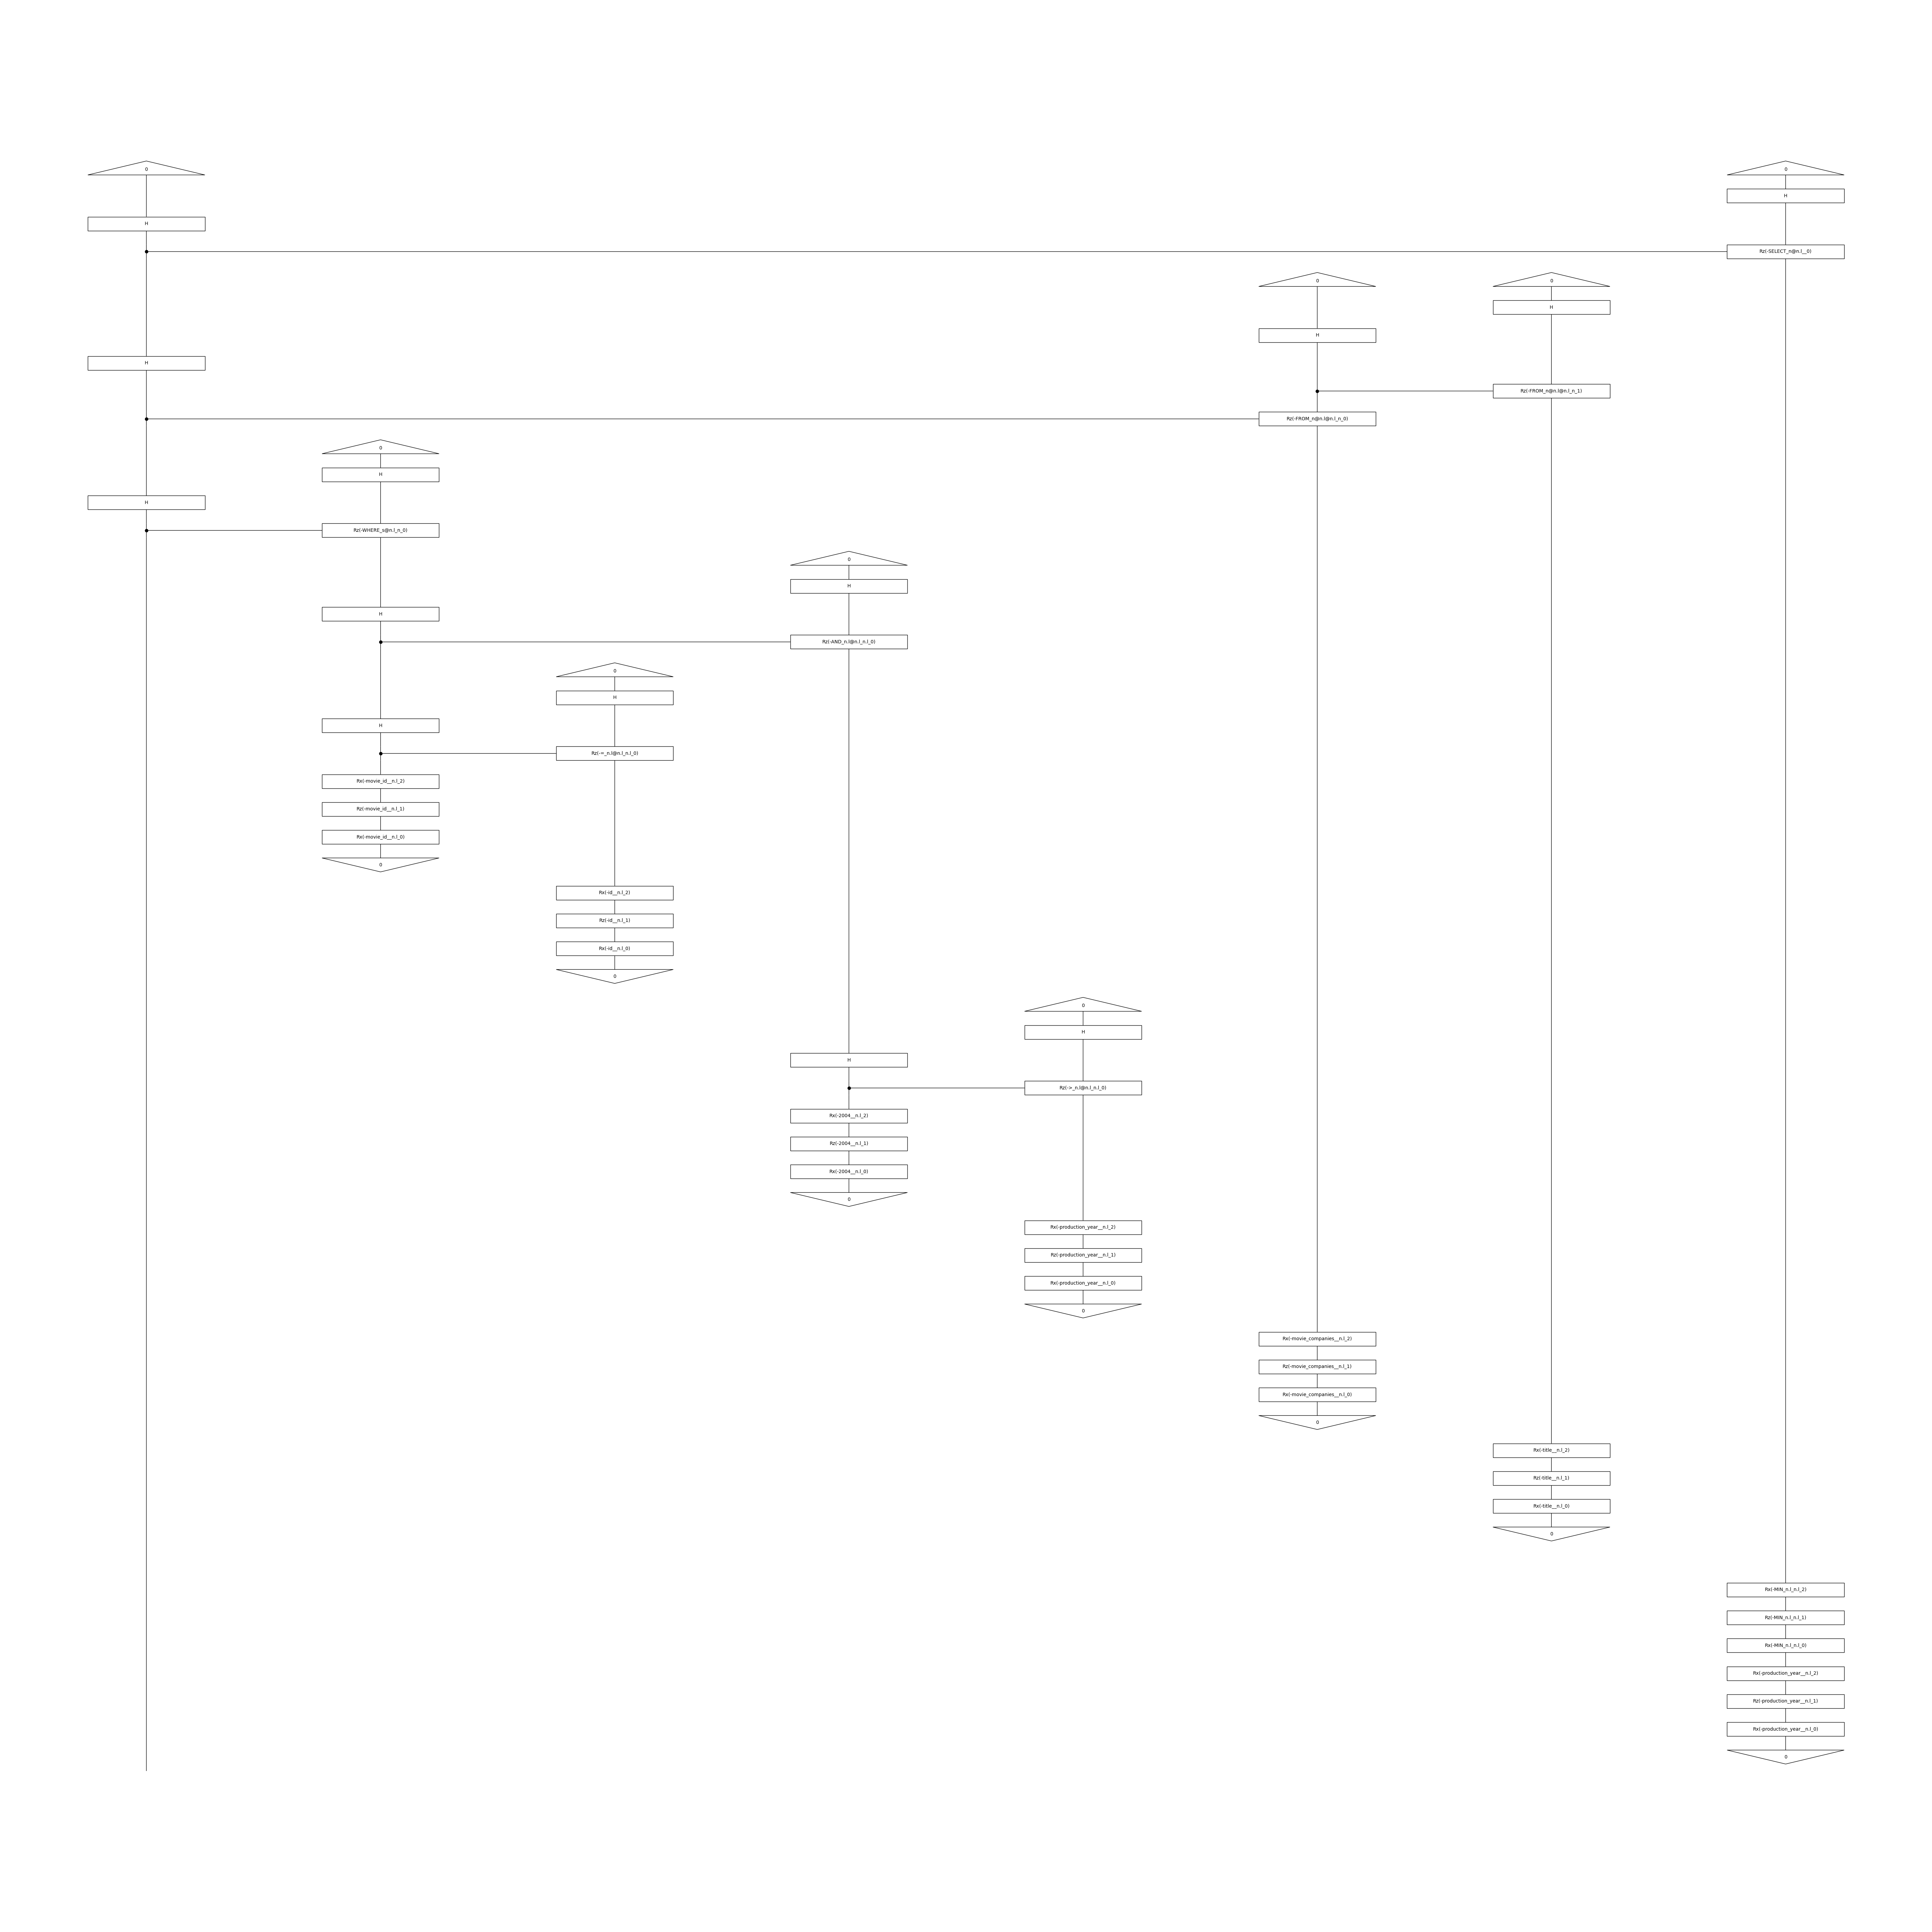 0
0
H
H
Rz(-SELECT_n@n.l__0)
0
0
H
H
H
Rz(-FROM_n@n.l@n.l_n_1)
Rz(-FROM_n@n.l@n.l_n_0)
0
H
H
Rz(-WHERE_s@n.l_n_0)
0
H
H
Rz(-AND_n.l@n.l_n.l_0)
0
H
H
Rz(-=_n.l@n.l_n.l_0)
Rx(-movie_id__n.l_2)
Rz(-movie_id__n.l_1)
Rx(-movie_id__n.l_0)
0
Rx(-id__n.l_2)
Rz(-id__n.l_1)
Rx(-id__n.l_0)
0
0
H
H
Rz(->_n.l@n.l_n.l_0)
Rx(-2004__n.l_2)
Rz(-2004__n.l_1)
Rx(-2004__n.l_0)
0
Rx(-production_year__n.l_2)
Rz(-production_year__n.l_1)
Rx(-production_year__n.l_0)
0
Rx(-movie_companies__n.l_2)
Rz(-movie_companies__n.l_1)
Rx(-movie_companies__n.l_0)
0
Rx(-title__n.l_2)
Rz(-title__n.l_1)
Rx(-title__n.l_0)
0
Rx(-MIN_n.l_n.l_2)
Rz(-MIN_n.l_n.l_1)
Rx(-MIN_n.l_n.l_0)
Rx(-production_year__n.l_2)
Rz(-production_year__n.l_1)
Rx(-production_year__n.l_0)
0